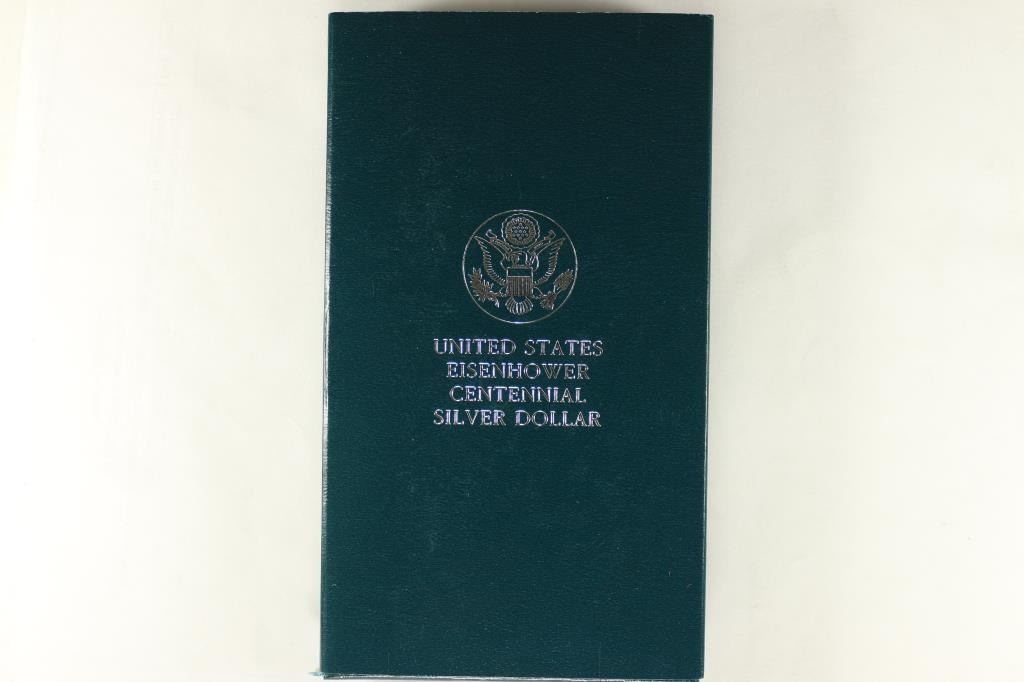 UNITED STATES
EISENHOWER
CENTENNIAL
SILVER DOLLAR